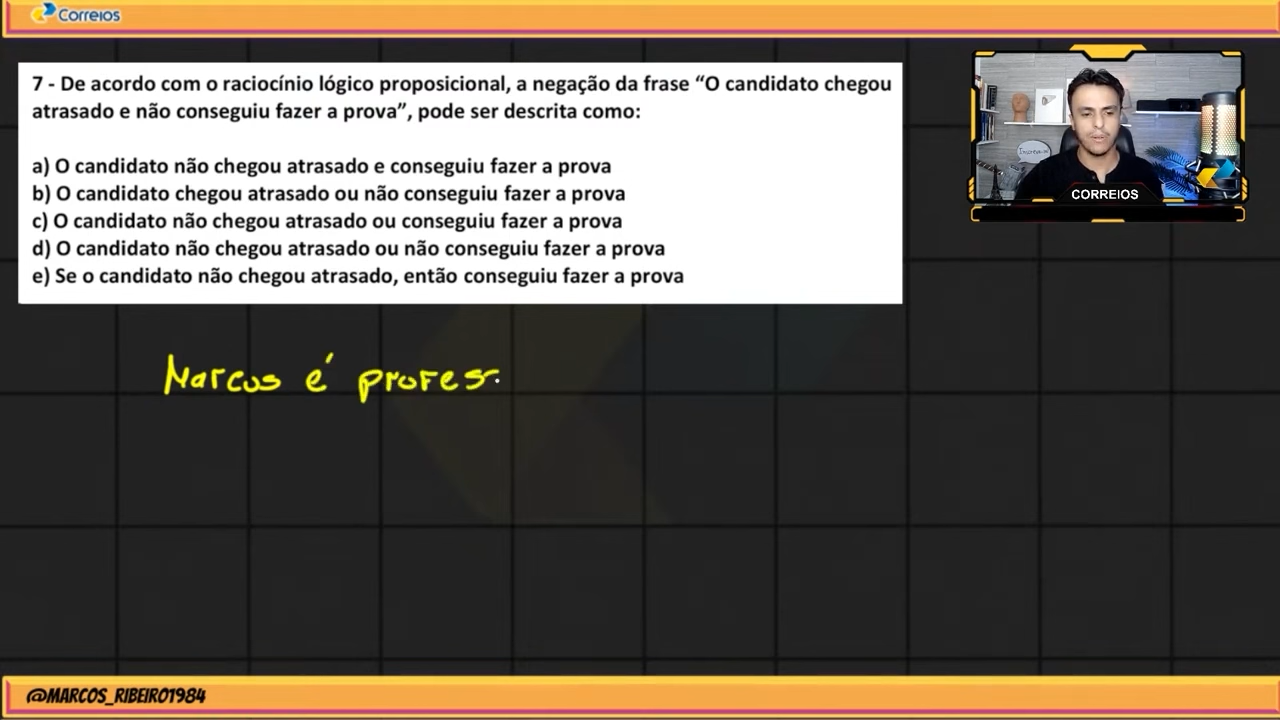 Correios
7 - De acordo com o raciocínio lógico proposicional, a negação da frase “O candidato chegou
atrasado e não conseguiu fazer a prova”, pode ser descrita como:
a) O candidato não chegou atrasado e conseguiu fazer a prova
b) O candidato chegou atrasado ou não conseguiu fazer a prova
c) O candidato não chegou atrasado ou conseguiu fazer a prova
d) O candidato não chegou atrasado ou não conseguiu fazer a prova
e) Se o candidato não chegou atrasado, então conseguiu fazer a prova
CORREIOS
Marcos é profes
@MARCOS_RIBEIRO1984